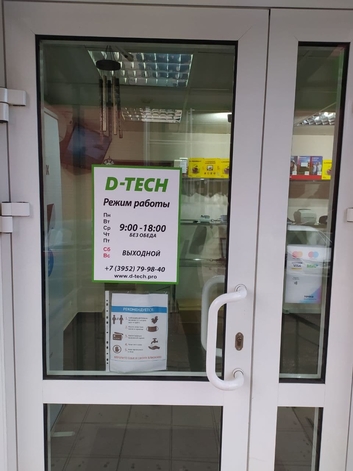 D-TECH
Режим работы
Пн
Вт
Ср
Чт
Пт
9:00 -18:00
БЕЗ ОБЕДА
Сб
Вс
ВЫХОДНОЙ
+7 (3952) 79-98-40
www.d-tech.pro